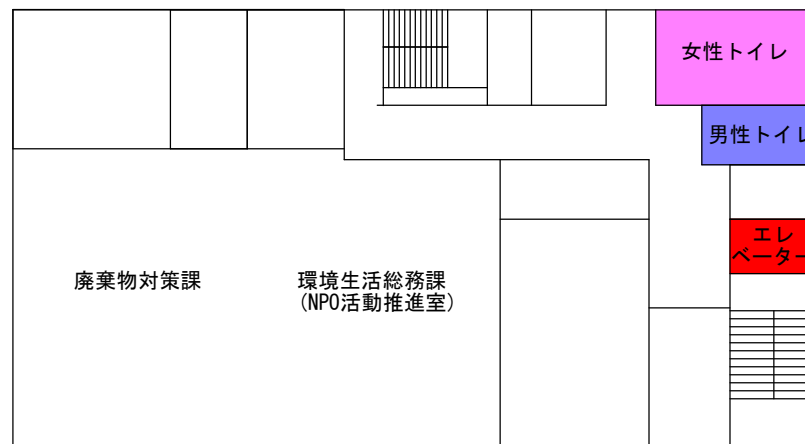 女性トイレ
男性トイレ
エレ
ベーター
廃棄物対策課
環境生活総務課
(NPO活動推進室)